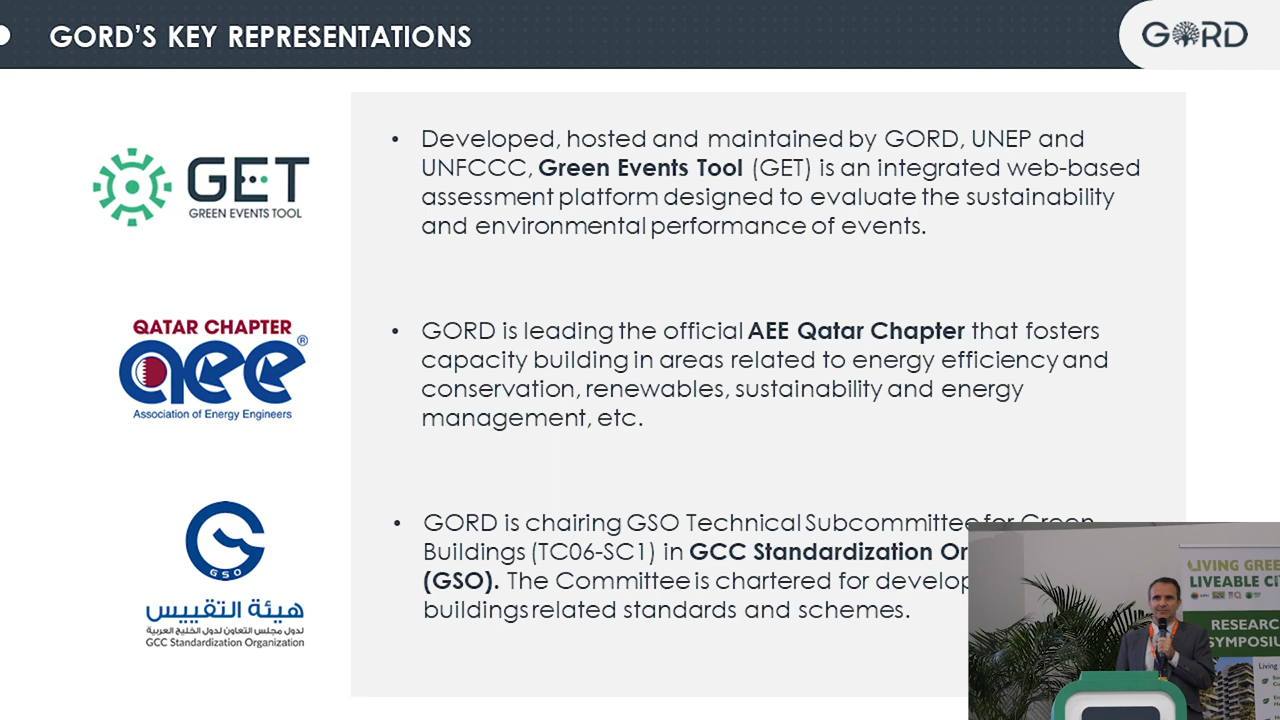 GORD'S KEY REPRESENTATIONS
GORD
GET
GREEN EVENTS TOOL
• Developed, hosted and maintained by GORD, UNEP and
UNFCCC, Green Events Tool (GET) is an integrated web-based
assessment platform designed to evaluate the sustainability
and environmental performance of events.
QATAR CHAPTER
aee®
Association of Energy Engineers
• GORD is leading the official AEE Qatar Chapter that fosters
capacity building in areas related to energy efficiency and
conservation, renewables, sustainability and energy
management, etc.
GSO
هيئة التقييس
لدول مجلس التعاون لدول الخليج العربية
GCC Standardization Organization
• GORD is chairing GSO Technical Subcommittee for Green
Buildings (TC06-SC1) in GCC Standardization Or
(GSO). The Committee is chartered for develop
buildings related standards and schemes.
LIVING GREE
LIVEABLE CI
RESEARC
SYMPOSIU
Living